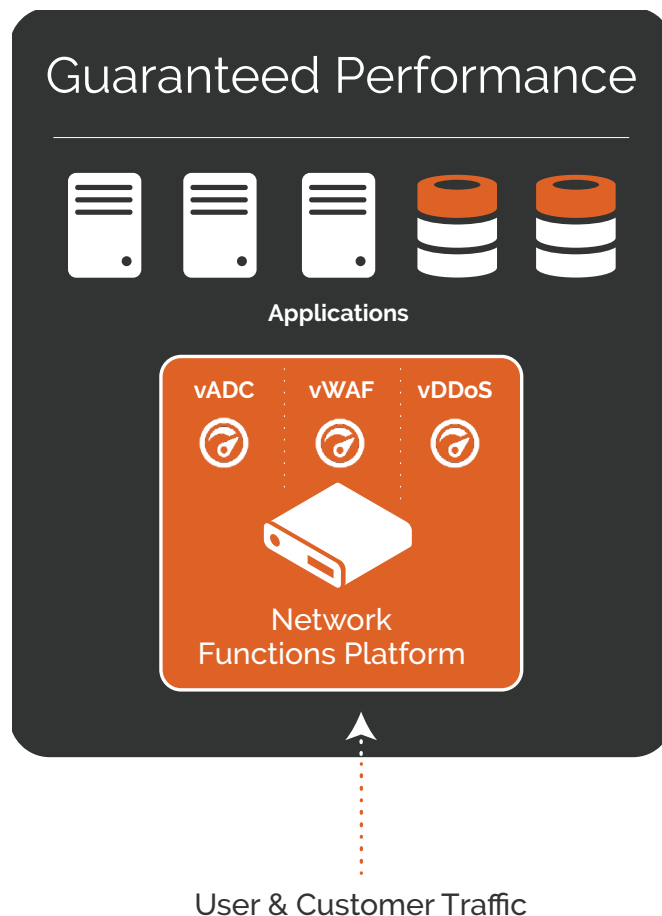 Guaranteed Performance
Applications
vADC vWAF vDDoS
Network
Functions Platform
User & Customer Traffic